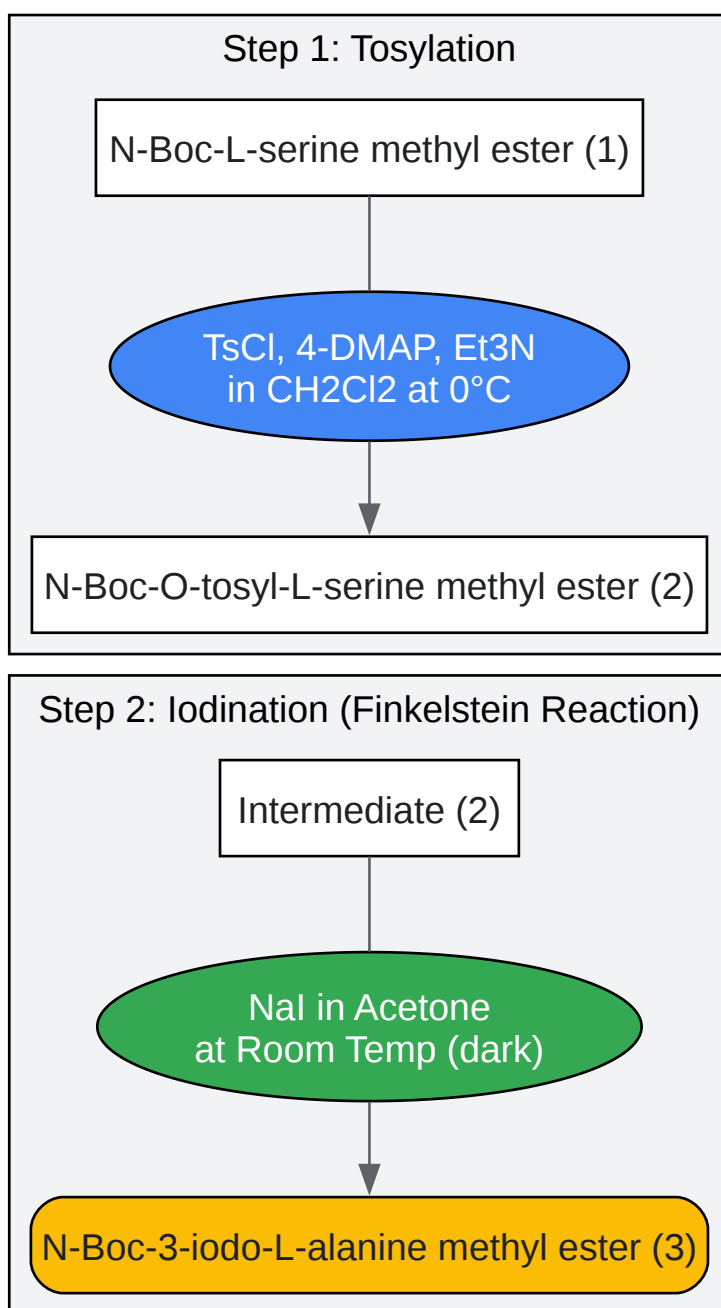 Step 1: Tosylation
N-Boc-L-serine methyl ester (1)
TsCl, 4-DMAP, Et3N
in CH2Cl2 at 0°C
N-Boc-O-tosyl-L-serine methyl ester (2)
Step 2: Iodination (Finkelstein Reaction)
Intermediate (2)
NaI in Acetone
at Room Temp (dark)
N-Boc-3-iodo-L-alanine methyl ester (3)